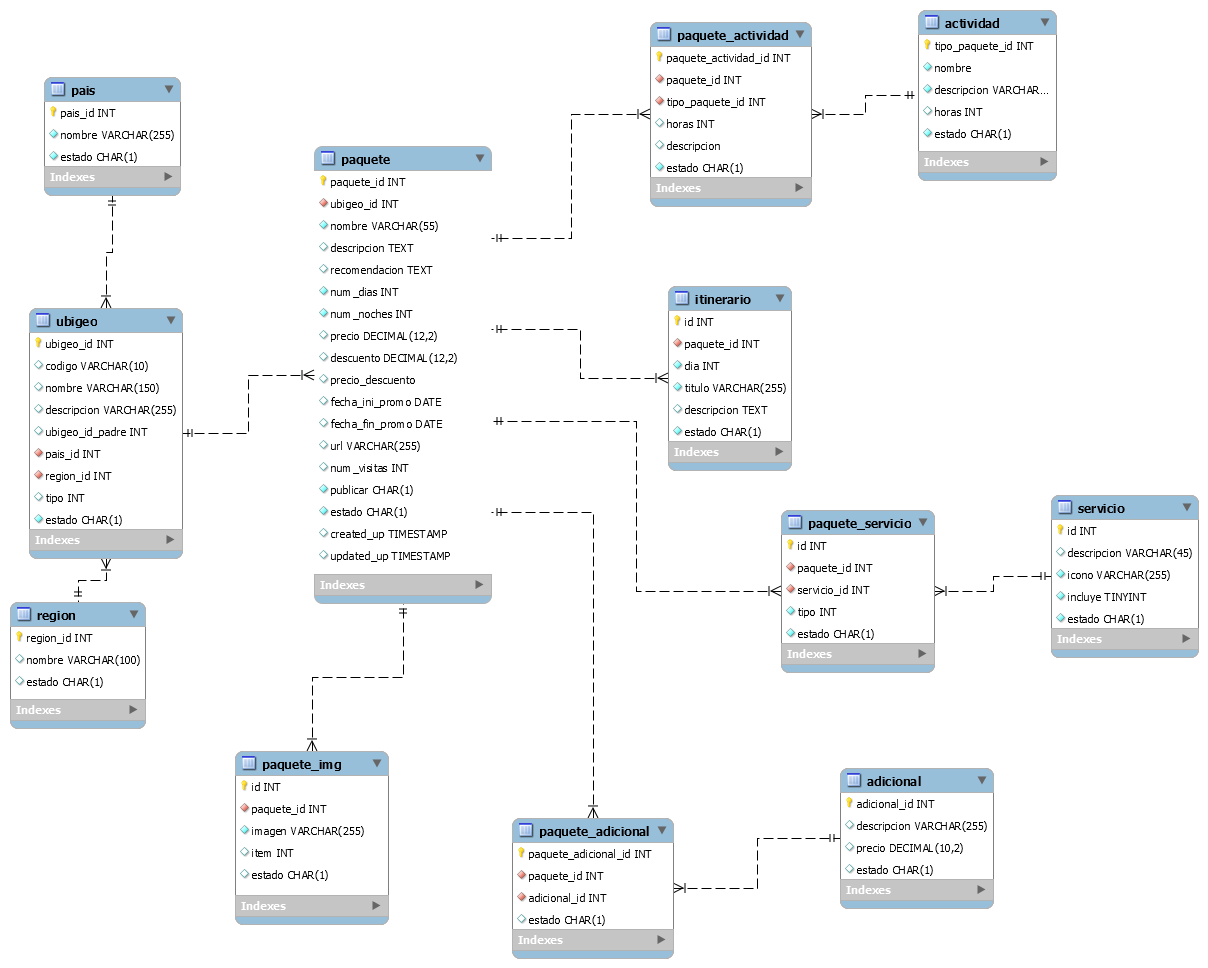 pais
pais_id INT
nombre VARCHAR(255)
estado CHAR(1)
Indexes
ubigeo
ubigeo_id INT
codigo VARCHAR(10)
nombre VARCHAR(150)
descripcion VARCHAR(255)
ubigeo_id_padre INT
pais_id INT
region_id INT
tipo INT
estado CHAR(1)
Indexes
region
region_id INT
nombre VARCHAR(100)
estado CHAR(1)
Indexes
paquete
paquete_id INT
ubigeo_id INT
nombre VARCHAR(55)
descripcion TEXT
recomendacion TEXT
num_dias INT
num_noches INT
precio DECIMAL(12,2)
descuento DECIMAL(12,2)
precio_descuento
fecha_ini_promo DATE
fecha_fin_promo DATE
url VARCHAR(255)
num_visitas INT
publicar CHAR(1)
estado CHAR(1)
created_up TIMESTAMP
updated_up TIMESTAMP
Indexes
paquete_img
id INT
paquete_id INT
imagen VARCHAR(255)
item INT
estado CHAR(1)
Indexes
paquete_actividad
paquete_actividad_id INT
paquete_id INT
tipo_paquete_id INT
horas INT
descripcion
estado CHAR(1)
Indexes
actividad
tipo_paquete_id INT
nombre
descripcion VARCHAR...
horas INT
estado CHAR(1)
Indexes
itinerario
id INT
paquete_id INT
dia INT
titulo VARCHAR(255)
descripcion TEXT
estado CHAR(1)
Indexes
paquete_servicio
id INT
paquete_id INT
servicio_id INT
tipo INT
estado CHAR(1)
Indexes
servicio
id INT
descripcion VARCHAR(45)
icono VARCHAR(255)
incluye TINYINT
estado CHAR(1)
Indexes
paquete_adicional
paquete_adicional_id INT
paquete_id INT
adicional_id INT
estado CHAR(1)
Indexes
adicional
adicional_id INT
descripcion VARCHAR(255)
precio DECIMAL(10,2)
estado CHAR(1)
Indexes